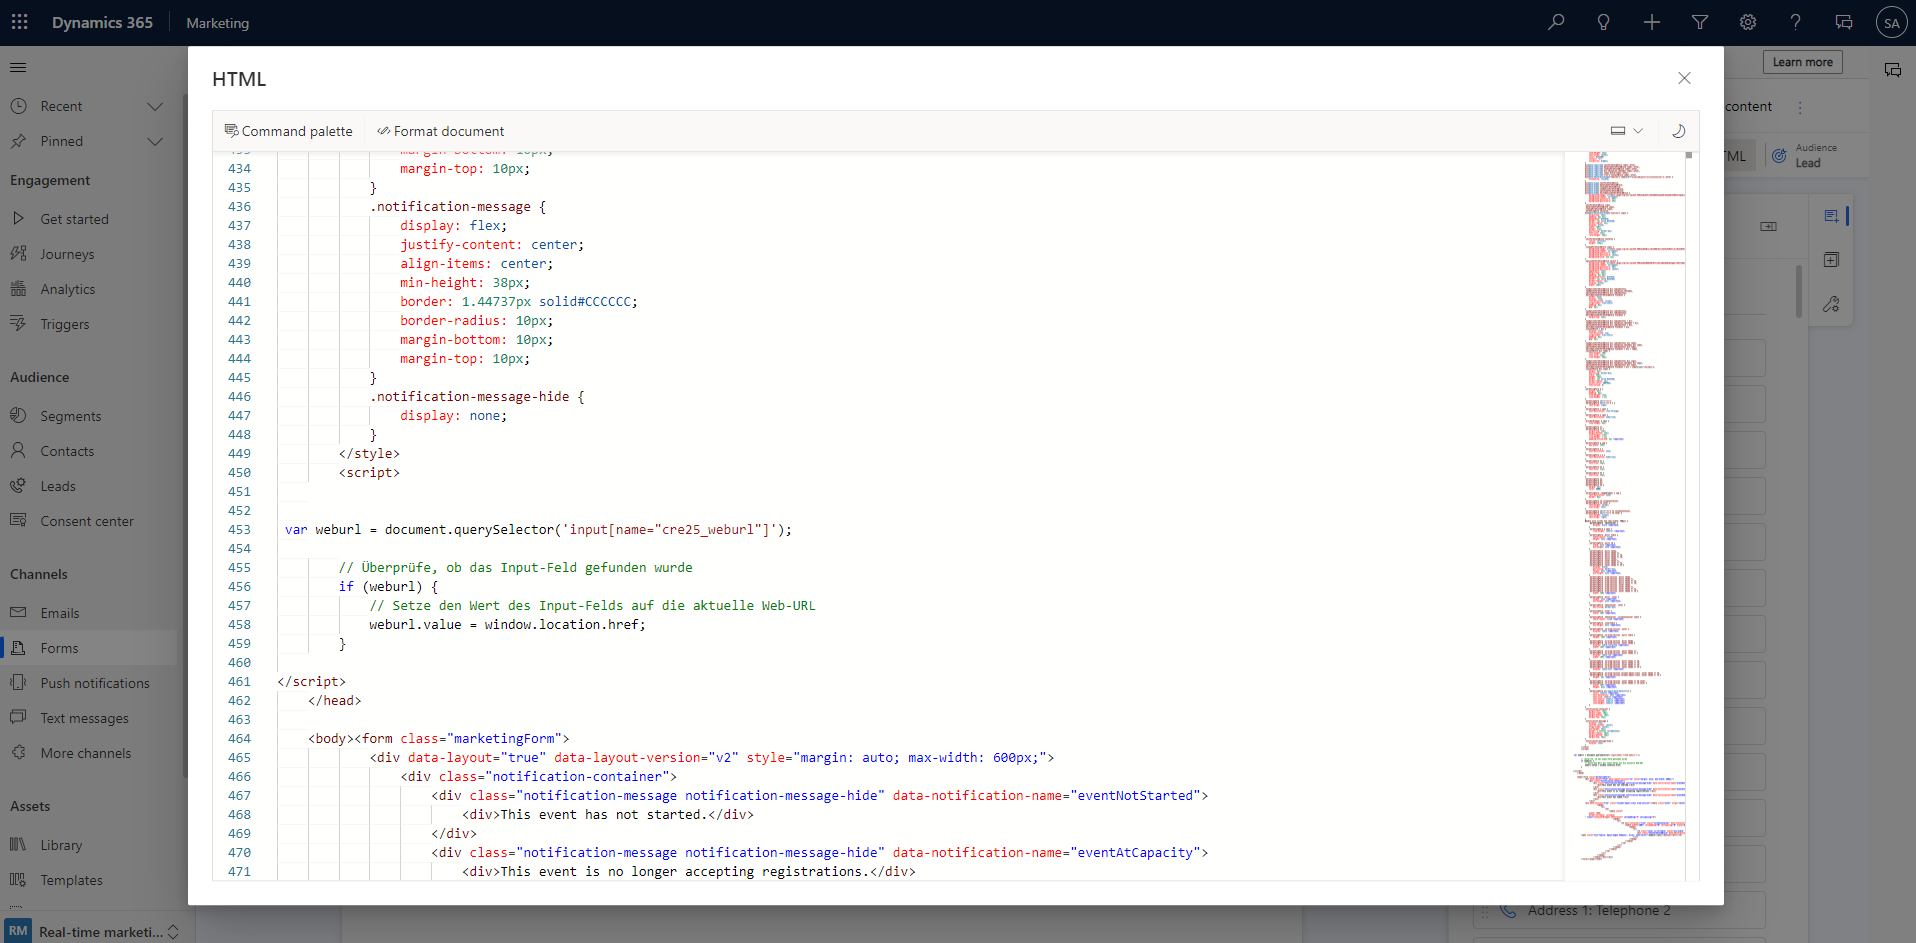 Dynamics 365
Marketing
SA
Learn more
Recent
Pinned
Engagement
Get started
Journeys
Analytics
Triggers
Audience
Segments
Contacts
Leads
Consent center
Channels
Emails
Forms
Push notifications
Text messages
More channels
Assets
Library
Templates
RM Real-time marketi...
HTML
Command palette
Format document
content
TML
Audience
Lead
434 margin-top: 10px;
435 }
436 .notification-message {
437 display: flex;
438 justify-content: center;
439 align-items: center;
440 min-height: 38px;
441 border: 1.44737px solid#CCCCCC;
442 border-radius: 10px;
443 margin-bottom: 10px;
444 margin-top: 10px;
445 }
446 .notification-message-hide {
447 display: none;
448 }
449 </style>
450 <script>
451
452
453 var weburl = document.querySelector('input[name="cre25_weburl"]');
454
455 // Überprüfe, ob das Input-Feld gefunden wurde
456 if (weburl) {
457 // Setze den Wert des Input-Felds auf die aktuelle Web-URL
458 weburl.value = window.location.href;
459 }
460
461 </script>
462 </head>
463
464 <body><form class="marketingForm">
465 <div data-layout="true" data-layout-version="v2" style="margin: auto; max-width: 600px;">
466 <div class="notification-container">
467 <div class="notification-message notification-message-hide" data-notification-name="eventNotStarted">
468 <div>This event has not started.</div>
469 </div>
470 <div class="notification-message notification-message-hide" data-notification-name="eventAtCapacity">
471 <div>This event is no longer accepting registrations.</div>
Address 1: Telephone 2